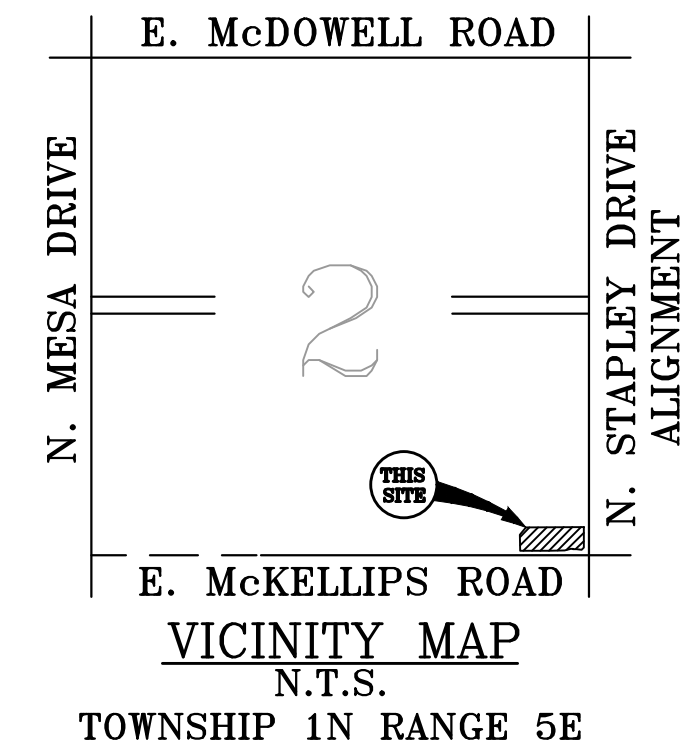 E. McDOWELL ROAD
N. MESA DRIVE
N. STAPLEY DRIVE
ALIGNMENT
2
THIS
SITE
E. McKELLIPS ROAD
VICINITY MAP
N.T.S.
TOWNSHIP 1N RANGE 5E